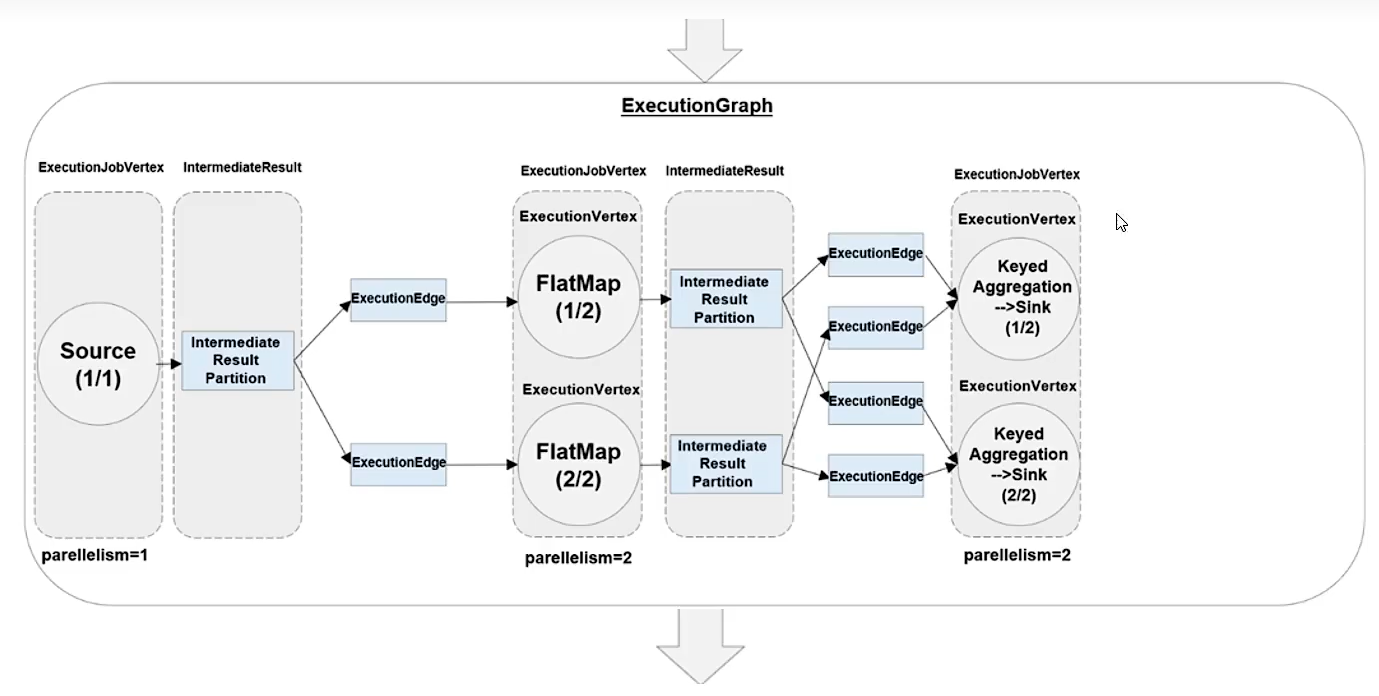 ExecutionGraph
ExecutionJobVertex
IntermediateResult
Source
(1/1)
parellelism=1
Intermediate
Result
Partition
ExecutionEdge
ExecutionEdge
ExecutionJobVertex
ExecutionVertex
FlatMap
(1/2)
ExecutionVertex
FlatMap
(2/2)
parellelism=2
IntermediateResult
Intermediate
Result
Partition
Intermediate
Result
Partition
ExecutionEdge
ExecutionEdge
ExecutionEdge
ExecutionEdge
ExecutionJobVertex
ExecutionVertex
Keyed
Aggregation
-->Sink
(1/2)
ExecutionVertex
Keyed
Aggregation
-->Sink
(2/2)
parellelism=2